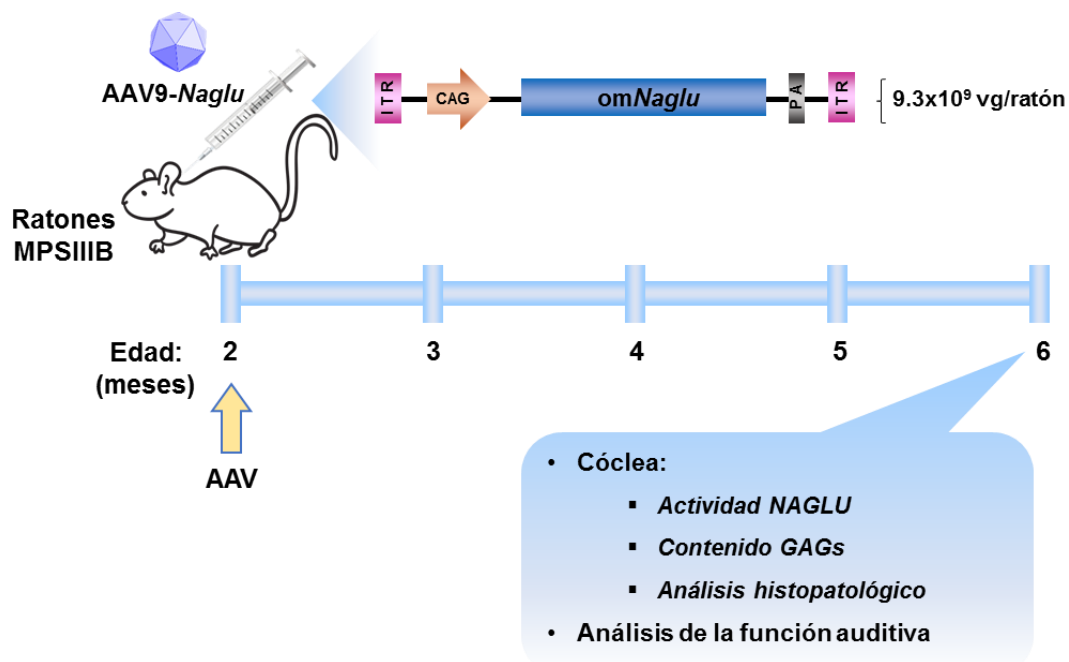 AAV9-Naglu
ITR
CAG
omNaglu
PA
ITR
9.3x10⁹ vg/ratón
Ratones
MPSIIIB
Edad:
(meses)
2
3
4
5
6
AAV
• Cóclea:
▪ Actividad NAGLU
▪ Contenido GAGs
▪ Análisis histopatológico
• Análisis de la función auditiva